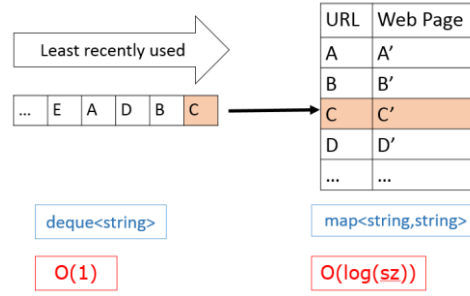 Least recently used
... E A D B C
URL Web Page
A A'
B B'
C C'
D D'
... ...
deque<string>
map<string,string>
O(1)
O(log(sz))